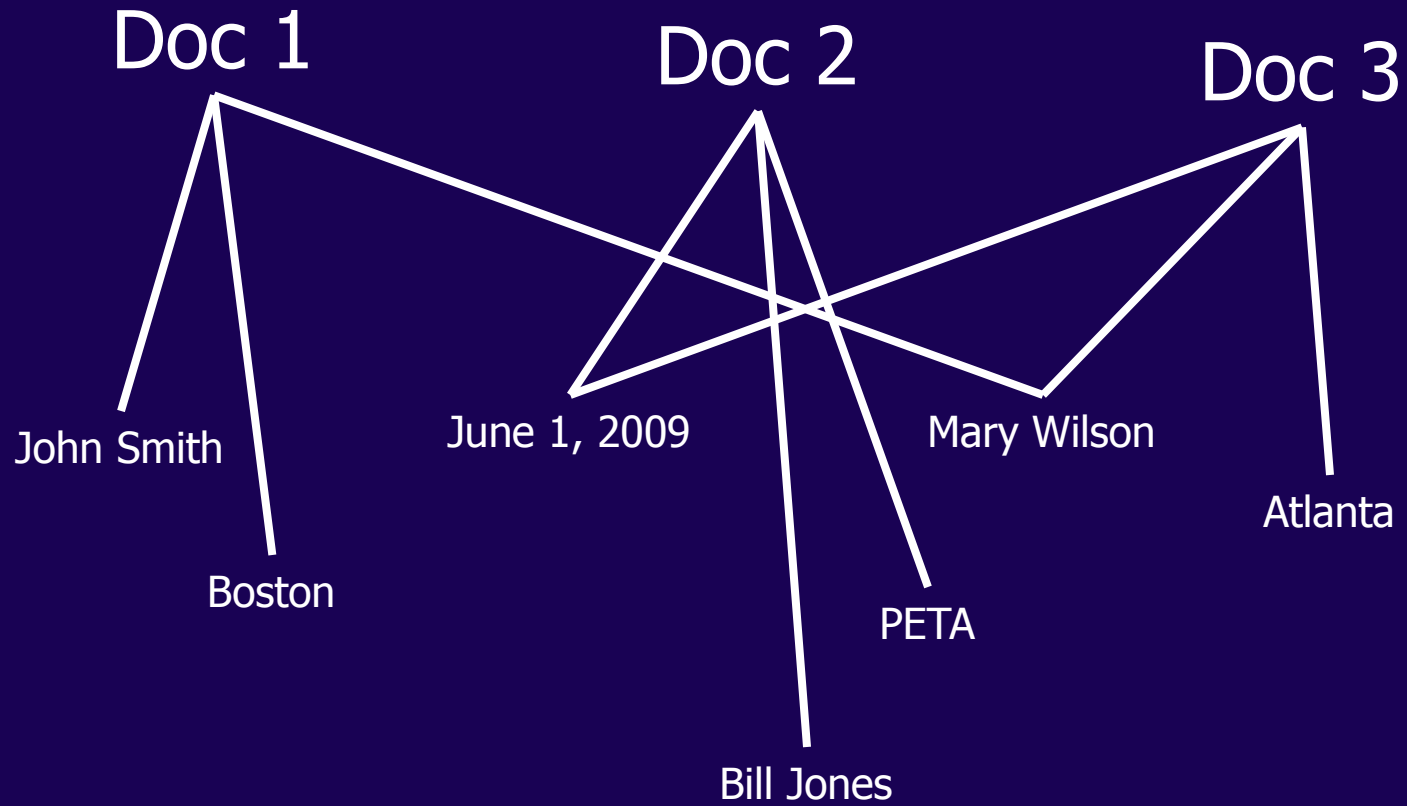 Doc 1
Doc 2
Doc 3
John Smith
June 1, 2009
Mary Wilson
Atlanta
Boston
PETA
Bill Jones